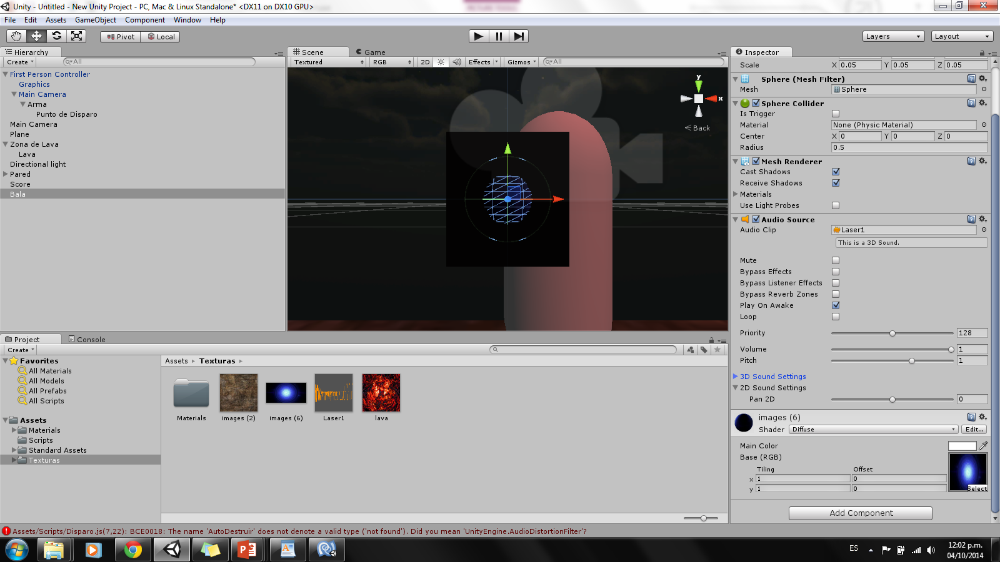 Unity - Untitled - New Unity Project - PC, Mac & Linux Standalone* <DX11 on DX10 GPU>
File Edit Assets GameObject Component Window Help
Pivot Local Layers Layout
Hierarchy
Create All
First Person Controller
Graphics
Main Camera
Arma
Punto de Disparo
Main Camera
Plane
Zona de Lava
Lava
Directional light
Pared
Score
Bala
Scene Game
Textured RGB 2D Effects Gizmos All
y
x
Back
Inspector
Scale X 0.05 Y 0.05 Z 0.05
Sphere (Mesh Filter)
Mesh Sphere
Sphere Collider
Is Trigger
Material None (Physic Material)
Center X 0 Y 0 Z 0
Radius 0.5
Mesh Renderer
Cast Shadows
Receive Shadows
Materials
Use Light Probes
Audio Source
Audio Clip Laser1
This is a 3D Sound.
Mute
Bypass Effects
Bypass Listener Effects
Bypass Reverb Zones
Play On Awake
Loop
Priority 128
Volume 1
Pitch 1
3D Sound Settings
2D Sound Settings
Pan 2D 0
images (6)
Shader Diffuse Edit...
Main Color
Base (RGB)
Tiling Offset
x 1 0
y 1 0
Select
Add Component
Project Console
Create
Favorites
All Materials
All Models
All Prefabs
All Scripts
Assets
Materials
Scripts
Standard Assets
Texturas
Assets Texturas
Materials images (2) images (6) Laser1 lava
Assets/Scripts/Disparo.js(7,22): BCE0018: The name 'AutoDestruir' does not denote a valid type ('not found'). Did you mean 'UnityEngine.AudioDistortionFilter'?
ES
12:02 p.m.
04/10/2014